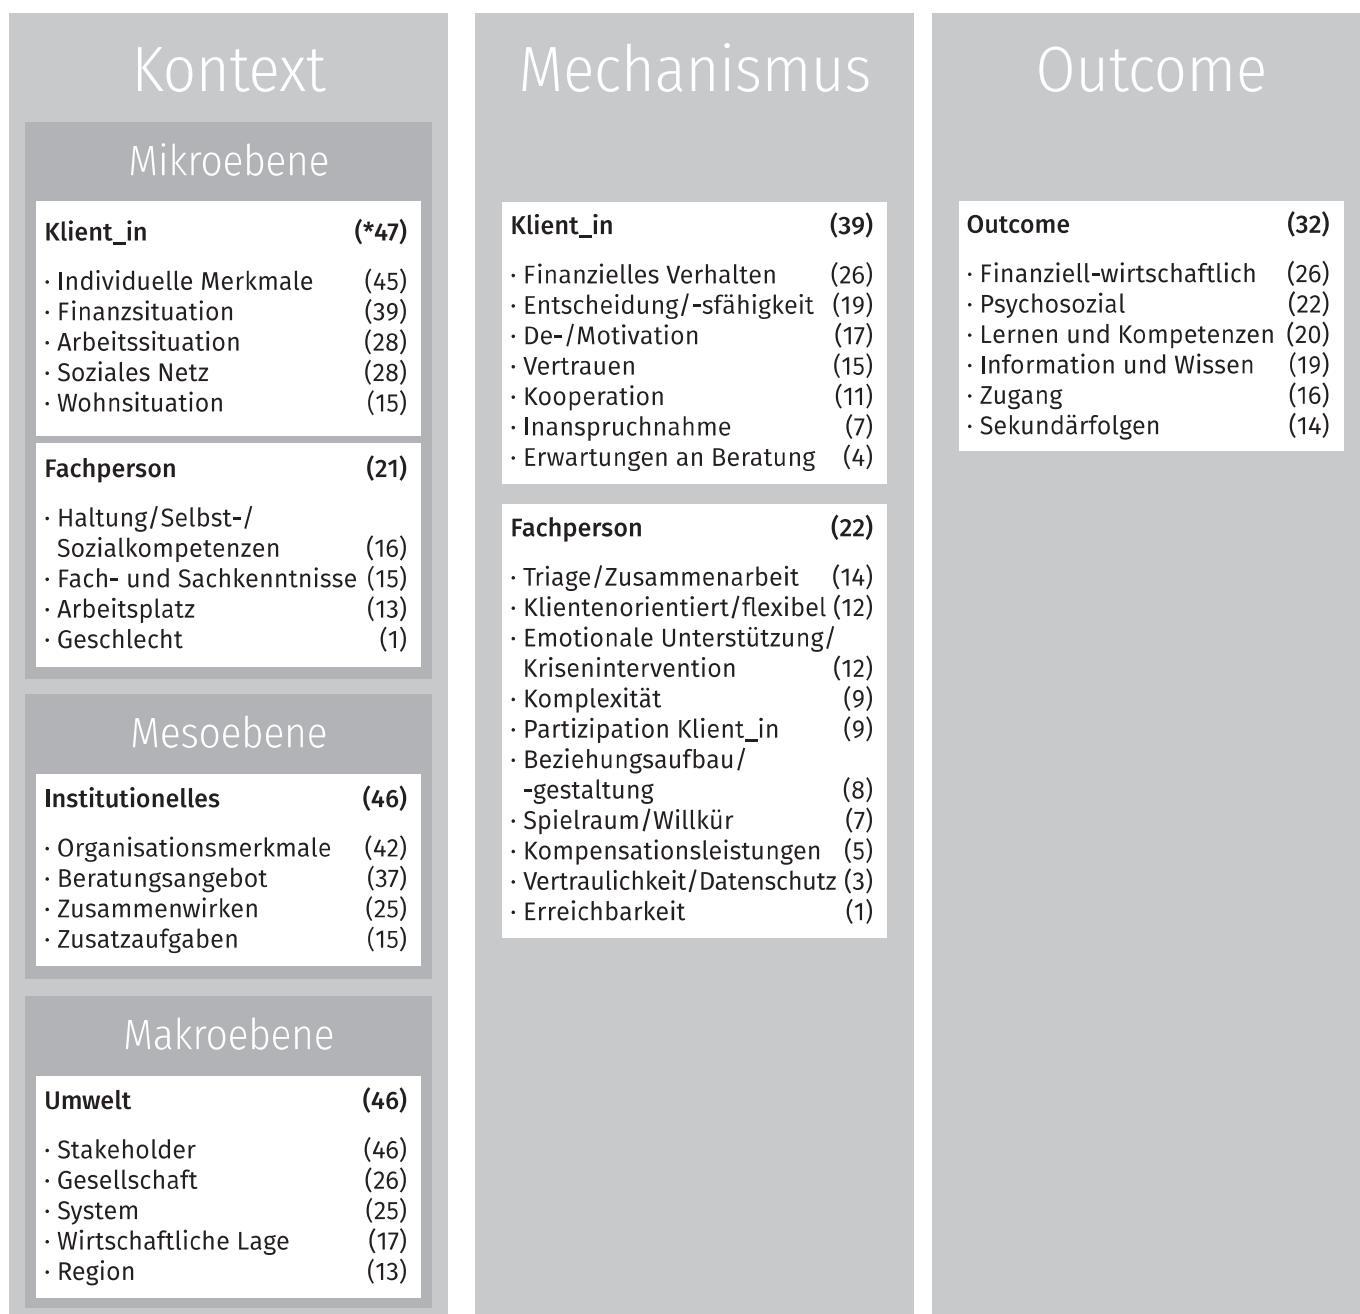 Kontext
Mikroebene
Klient_in (*47)
· Individuelle Merkmale (45)
· Finanzsituation (39)
· Arbeitssituation (28)
· Soziales Netz (28)
· Wohnsituation (15)
Fachperson (21)
· Haltung/Selbst-/
Sozialkompetenzen (16)
· Fach- und Sachkenntnisse (15)
· Arbeitsplatz (13)
· Geschlecht (1)
Mesoebene
Institutionelles (46)
· Organisationsmerkmale (42)
· Beratungsangebot (37)
· Zusammenwirken (25)
· Zusatzaufgaben (15)
Makroebene
Umwelt (46)
· Stakeholder (46)
· Gesellschaft (26)
· System (25)
· Wirtschaftliche Lage (17)
· Region (13)
Mechanismus
Klient_in (39)
· Finanzielles Verhalten (26)
· Entscheidung/-sfähigkeit (19)
· De-/Motivation (17)
· Vertrauen (15)
· Kooperation (11)
· Inanspruchnahme (7)
· Erwartungen an Beratung (4)
Fachperson (22)
· Triage/Zusammenarbeit (14)
· Klientenorientiert/flexibel (12)
· Emotionale Unterstützung/
Krisenintervention (12)
· Komplexität (9)
· Partizipation Klient_in (9)
· Beziehungsaufbau/
-gestaltung (8)
· Spielraum/Willkür (7)
· Kompensationsleistungen (5)
· Vertraulichkeit/Datenschutz (3)
· Erreichbarkeit (1)
Outcome
Outcome (32)
· Finanziell-wirtschaftlich (26)
· Psychosozial (22)
· Lernen und Kompetenzen (20)
· Information und Wissen (19)
· Zugang (16)
· Sekundärfolgen (14)